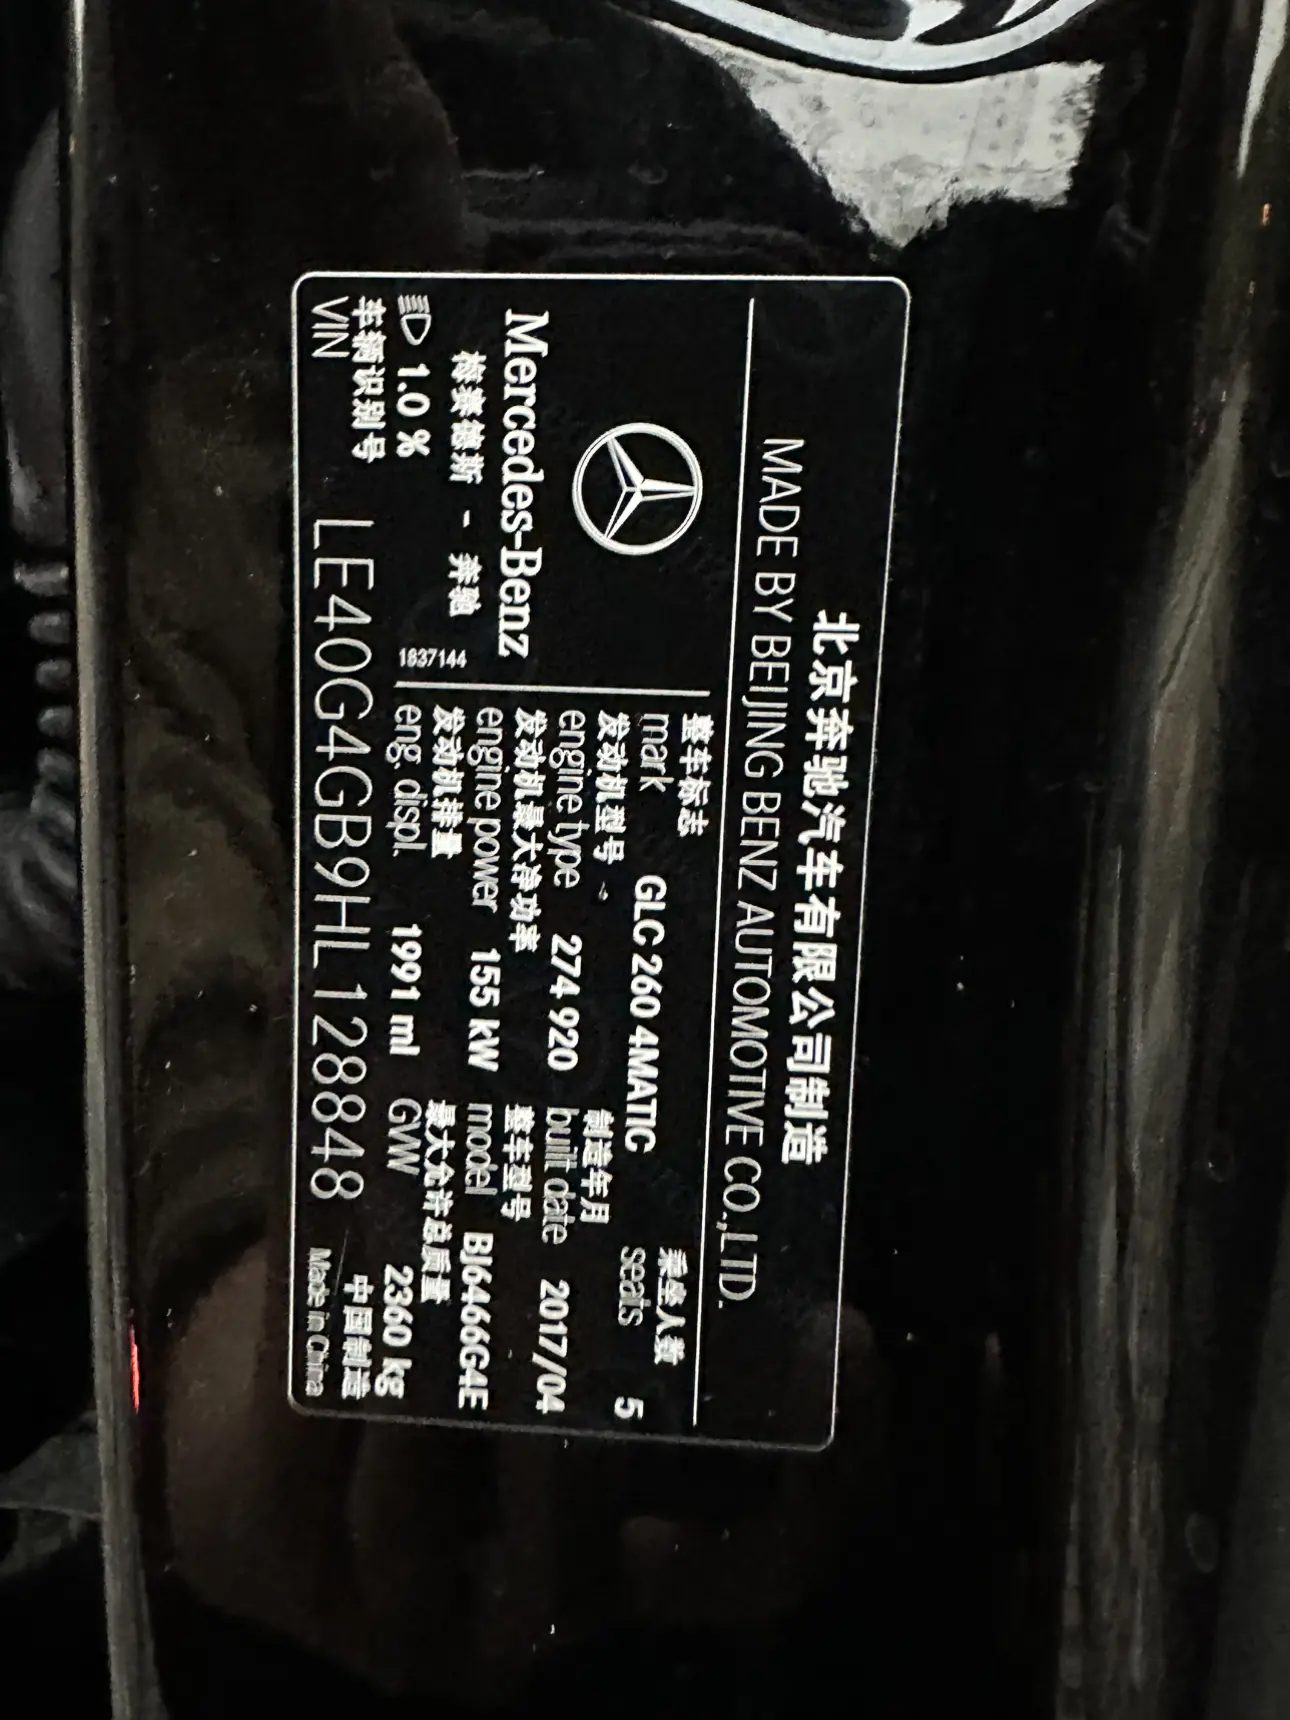 北京奔驰汽车有限公司制造
MADE BY BEIJING BENZ AUTOMOTIVE CO.,LTD.
Mercedes-Benz
梅赛德斯 - 奔驰
1.0 %
1837144
整车标志
mark GLC 260 4MATIC
乘坐人数
seats 5
发动机型号
engine type 274 920
制造年月
built date 2017/04
发动机最大净功率
engine power 155 kW
整车型号
model BJ6466G4E
发动机排量
eng. displ. 1991 ml
最大允许总质量
GVW 2360 kg
车辆识别号
VIN LE40G4GB9HL128848
中国制造
Made in China